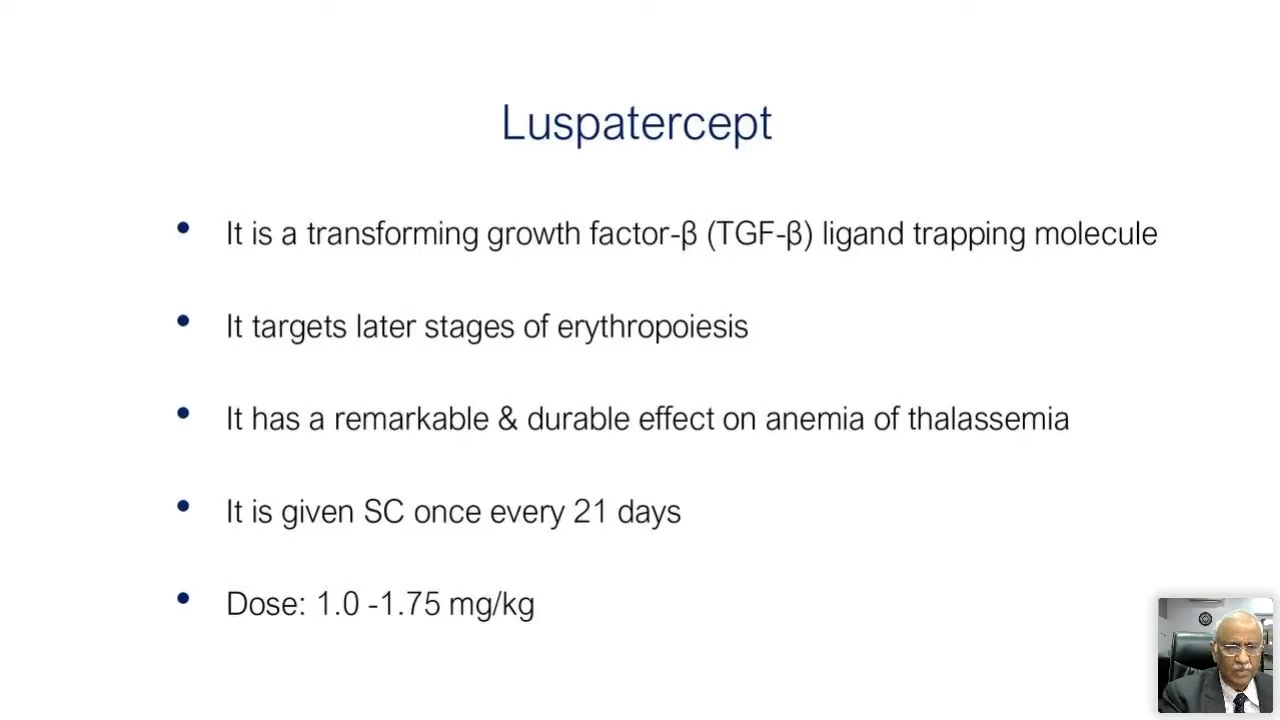 Luspatercept
• It is a transforming growth factor-β (TGF-β) ligand trapping molecule
• It targets later stages of erythropoiesis
• It has a remarkable & durable effect on anemia of thalassemia
• It is given SC once every 21 days
• Dose: 1.0 -1.75 mg/kg